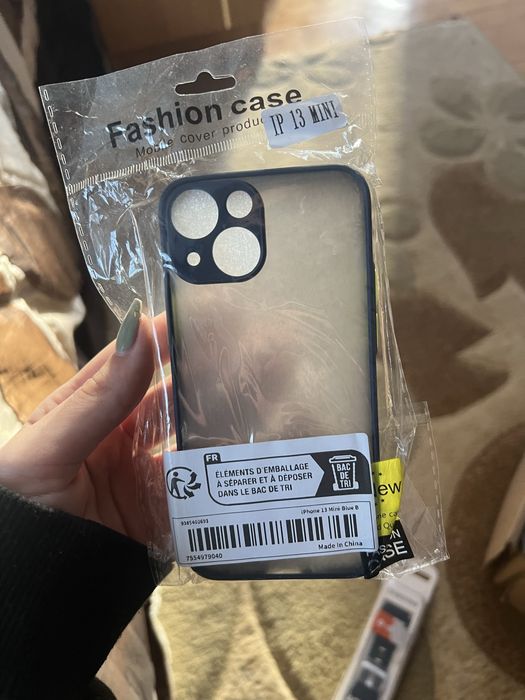 Fashion case
IP 13 MINI
Mobile cover
FR
ÉLÉMENTS D'EMBALLAGE
À SÉPARER ET À DÉPOSER
DANS LE BAC DE TRI
BAC
DE
TRI
iPhone 13 Mini Blue B
7554979040
Made In China